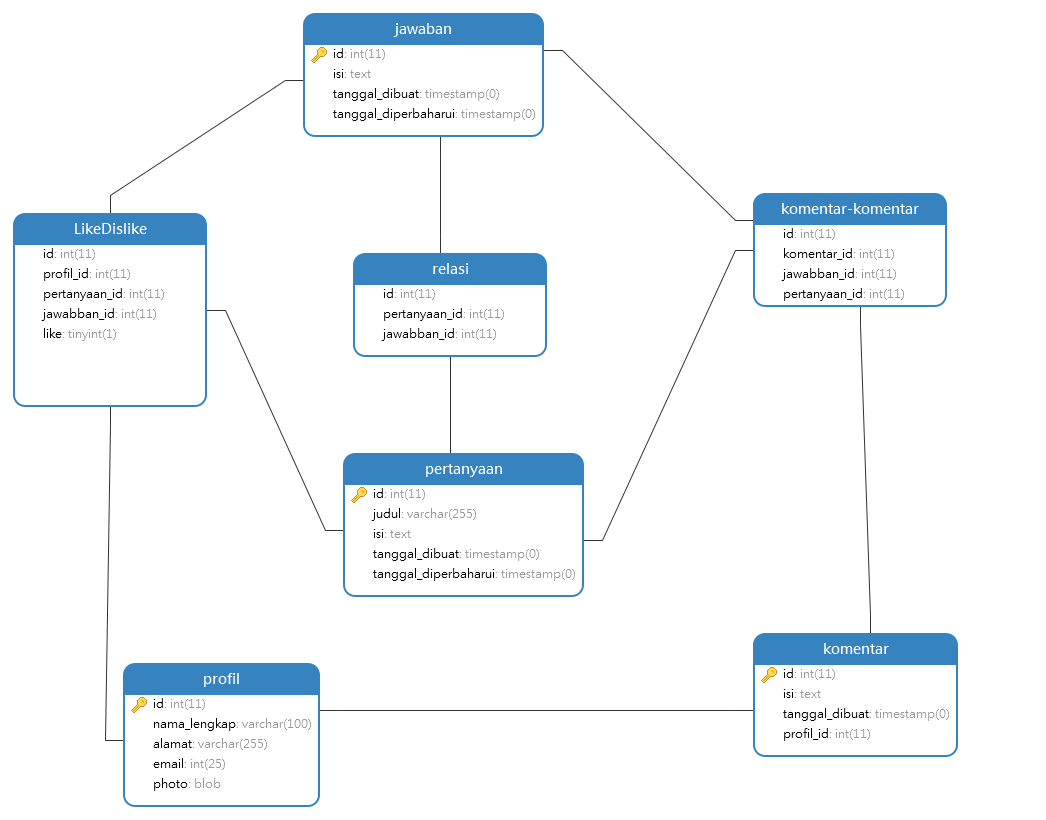 jawaban
id: int(11)
isi: text
tanggal_dibuat: timestamp(0)
tanggal_diperbaharui: timestamp(0)
LikeDislike
id: int(11)
profil_id: int(11)
pertanyaan_id: int(11)
jawabban_id: int(11)
like: tinyint(1)
relasi
id: int(11)
pertanyaan_id: int(11)
jawabban_id: int(11)
komentar-komentar
id: int(11)
komentar_id: int(11)
jawabban_id: int(11)
pertanyaan_id: int(11)
pertanyaan
id: int(11)
judul: varchar(255)
isi: text
tanggal_dibuat: timestamp(0)
tanggal_diperbaharui: timestamp(0)
profil
id: int(11)
nama_lengkap: varchar(100)
alamat: varchar(255)
email: int(25)
photo: blob
komentar
id: int(11)
isi: text
tanggal_dibuat: timestamp(0)
profil_id: int(11)